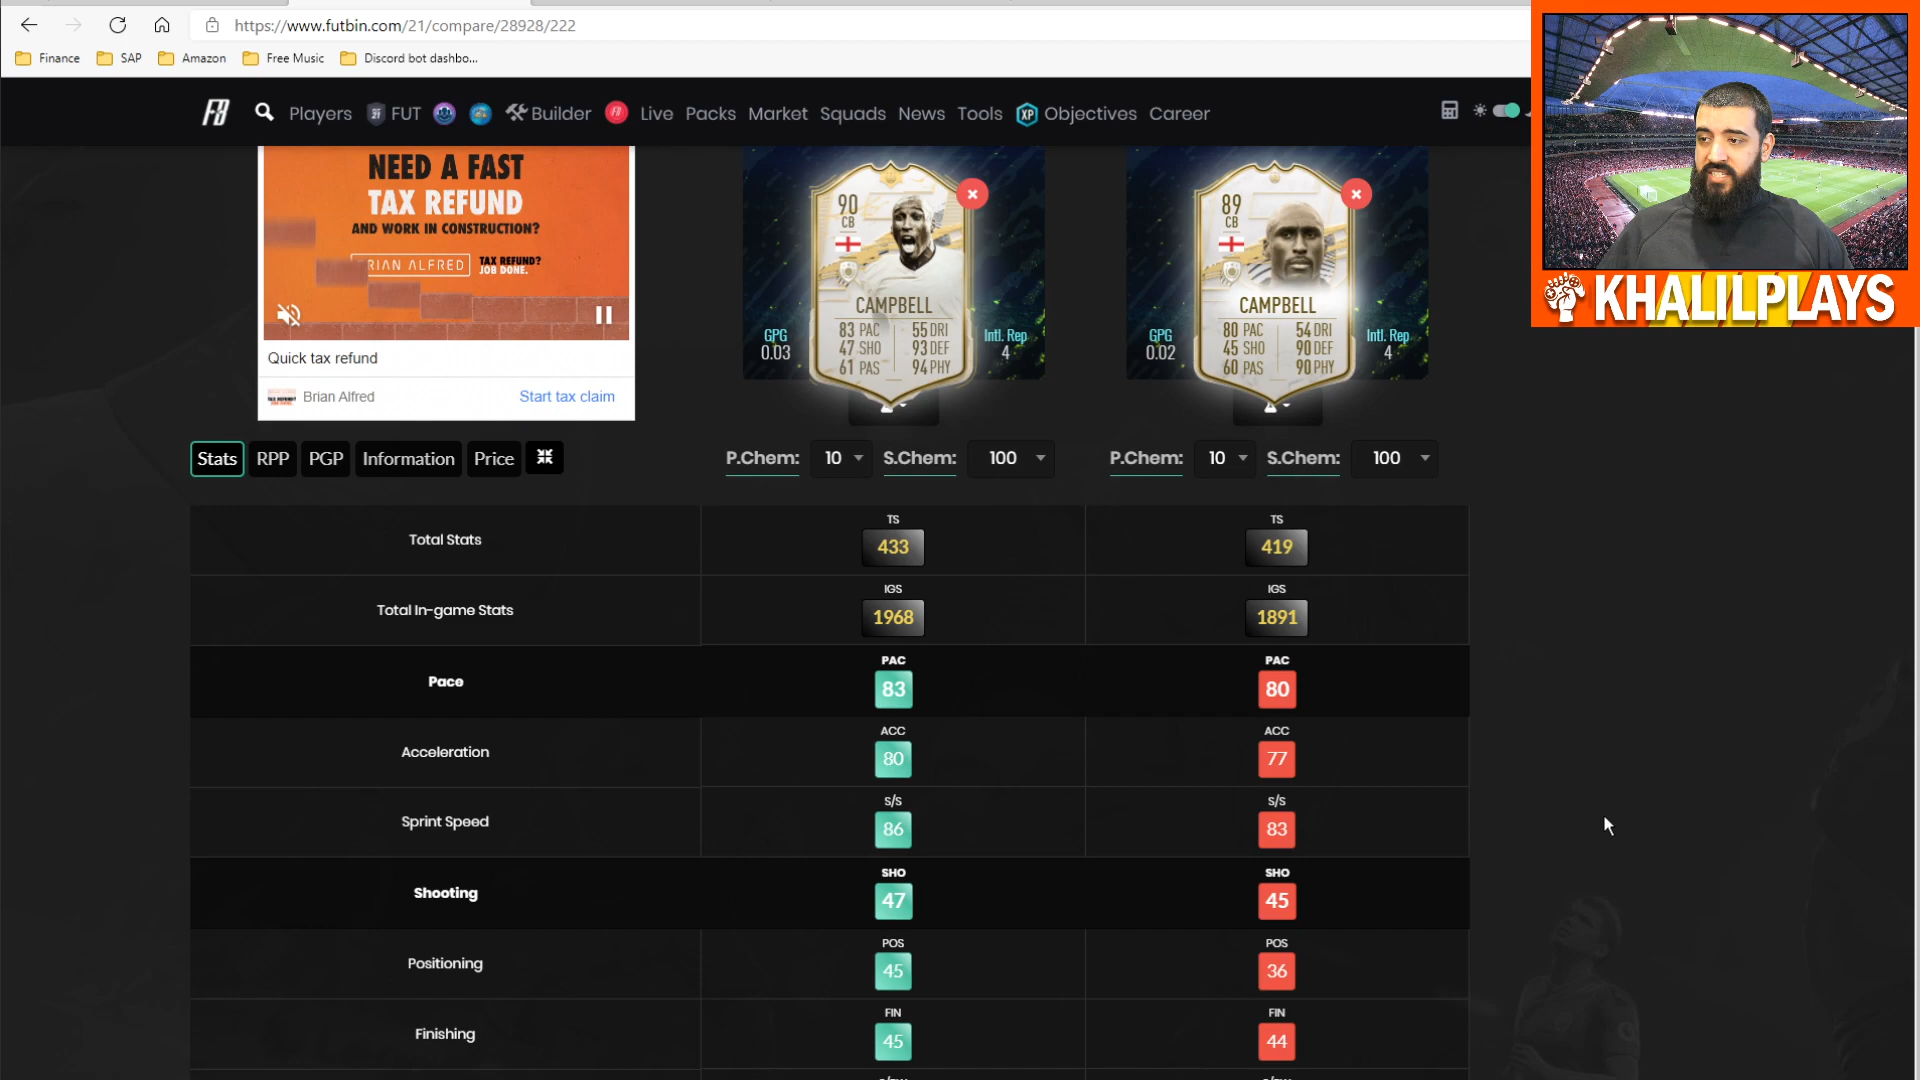 https://www.futbin.com/21/compare/28928/222
Finance SAP Amazon Free Music Discord bot dashbo...
Players FUT Builder Live Packs Market Squads News Tools XP Objectives Career
NEED A FAST
TAX REFUND
AND WORK IN CONSTRUCTION?
BRIAN ALFRED TAX REFUND?
JOB DONE.
Quick tax refund
Brian Alfred Start tax claim
90
CB
CAMPBELL
83 PAC 55 DRI
47 SHO 93 DEF
61 PAS 94 PHY
GPG
0.03
Intl. Rep
4
89
CB
CAMPBELL
80 PAC 54 DRI
45 SHO 90 DEF
60 PAS 90 PHY
GPG
0.02
Intl. Rep
4
KHALILPLAYS
Stats RPP PGP Information Price
P.Chem: 10 S.Chem: 100 P.Chem: 10 S.Chem: 100
TS TS
Total Stats 433 419
IGS IGS
Total In-game Stats 1968 1891
PAC PAC
Pace 83 80
ACC ACC
Acceleration 80 77
S/S S/S
Sprint Speed 86 83
SHO SHO
Shooting 47 45
POS POS
Positioning 45 36
FIN FIN
Finishing 45 44